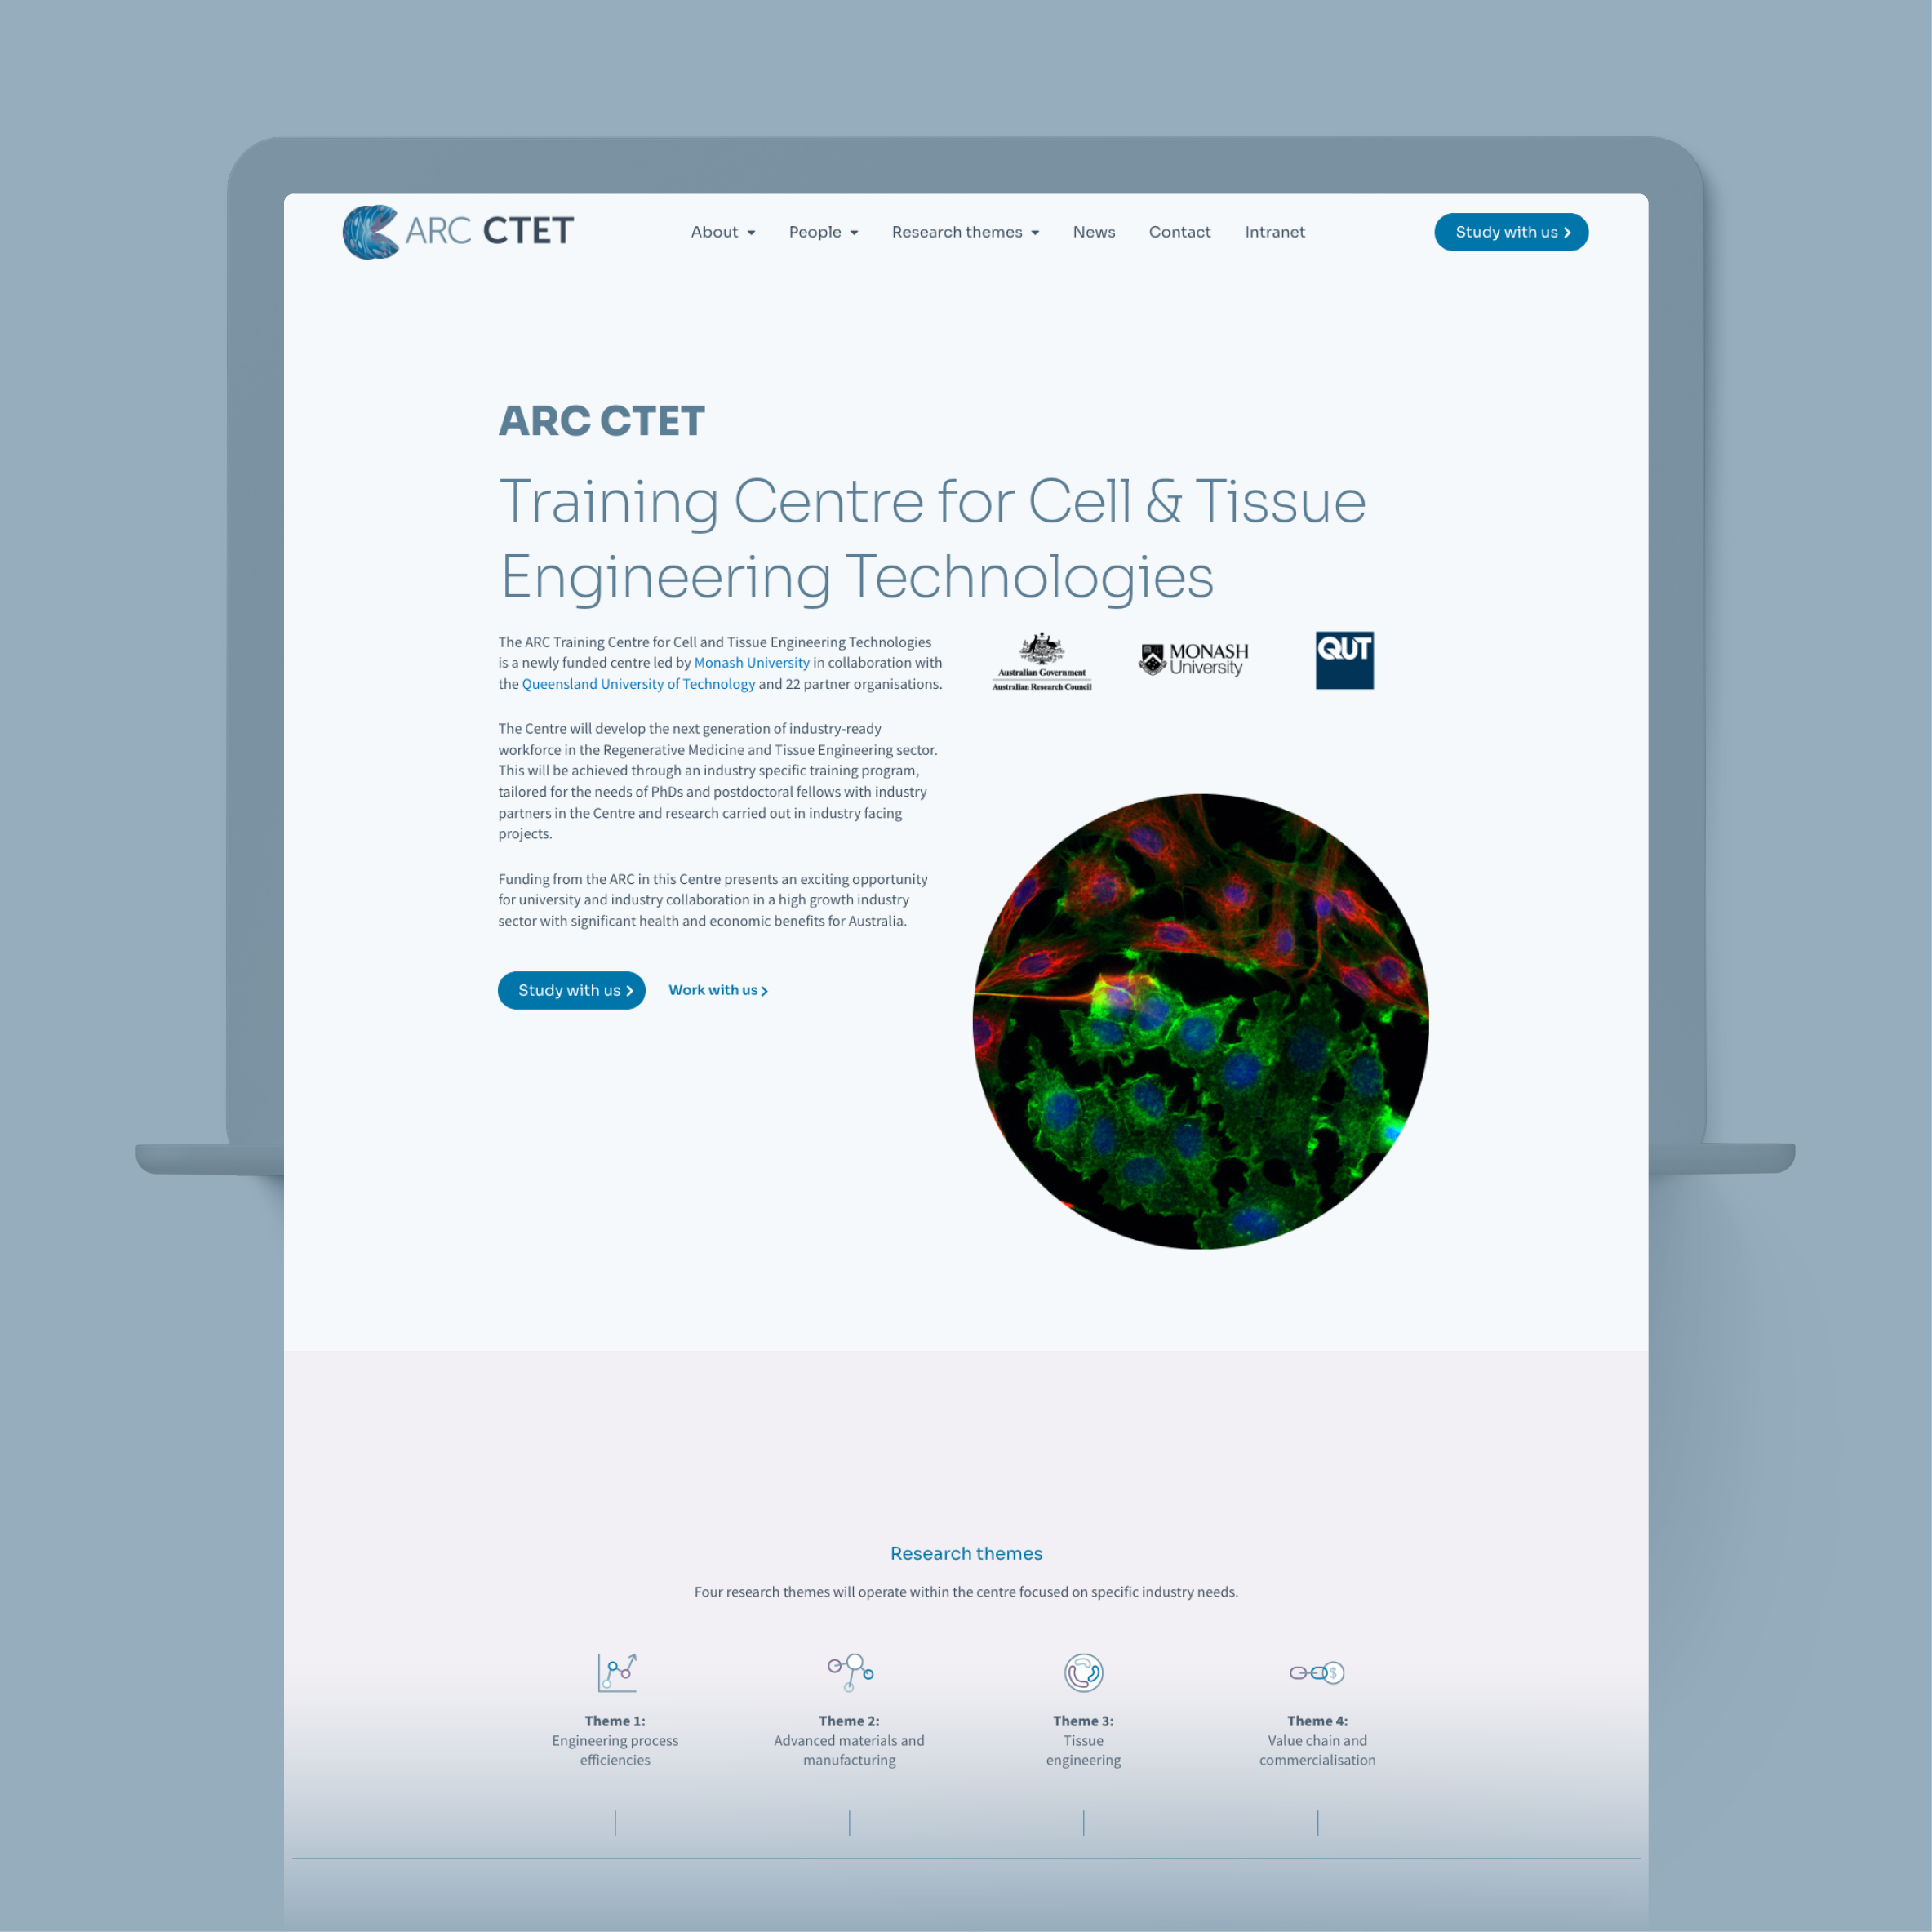 ARC CTET
About
People
Research themes
News
Contact
Intranet
Study with us
ARC CTET
Training Centre for Cell & Tissue
Engineering Technologies
The ARC Training Centre for Cell and Tissue Engineering Technologies
is a newly funded centre led by Monash University in collaboration with
the Queensland University of Technology and 22 partner organisations.
Australian Government
Australian Research Council
MONASH
University
QUT
The Centre will develop the next generation of industry-ready
workforce in the Regenerative Medicine and Tissue Engineering sector.
This will be achieved through an industry specific training program,
tailored for the needs of PhDs and postdoctoral fellows with industry
partners in the Centre and research carried out in industry facing
projects.
Funding from the ARC in this Centre presents an exciting opportunity
for university and industry collaboration in a high growth industry
sector with significant health and economic benefits for Australia.
Study with us
Work with us
Research themes
Four research themes will operate within the centre focused on specific industry needs.
$
Theme 1:
Engineering process
efficiencies
Theme 2:
Advanced materials and
manufacturing
Theme 3:
Tissue
engineering
Theme 4:
Value chain and
commercialisation